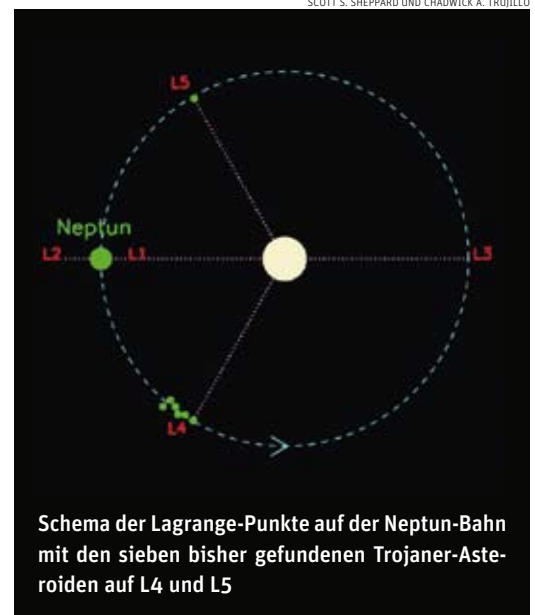 SCOTT S. SHEPPARD UND CHADWICK A. TRUJILLO
L5
Neptun
L2 L1 L3
L4
Schema der Lagrange-Punkte auf der Neptun-Bahn
mit den sieben bisher gefundenen Trojaner-Aste-
roiden auf L4 und L5